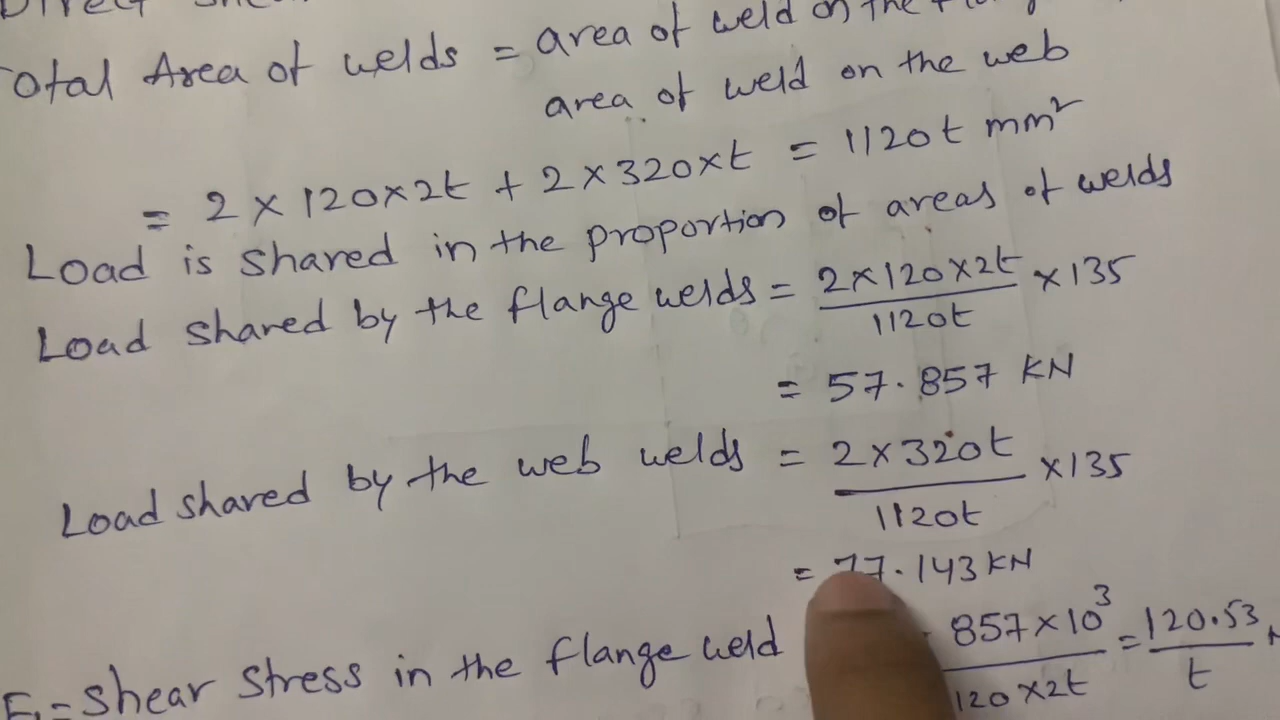 Direct
Total Area of welds = area of weld on the
area of weld on the web
= 2 × 120 × 2t + 2 × 320 × t = 1120t mm²
Load is shared in the proportion of areas of welds
Load shared by the flange welds = 2×120×2t/1120t × 135
= 57.857 KN
Load shared by the web welds = 2×320t/1120t ×135
= 77.143 KN
= Shear stress in the flange weld 857×10³/120×2t = 120.53/t